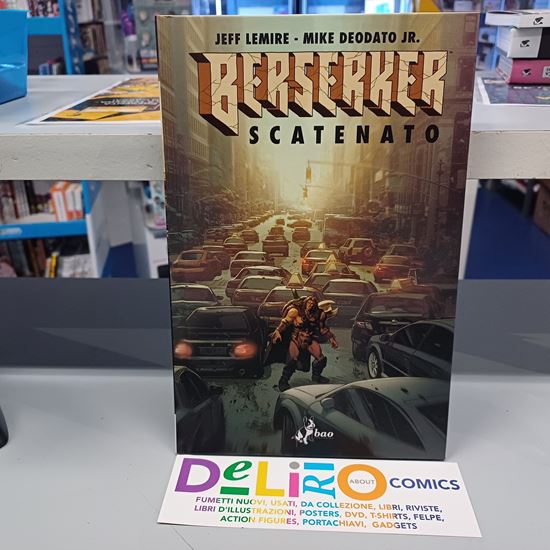 JEFF LEMIRE - MIKE DEODATO JR.
BERSERKER
SCATENATO
bao
DeLiRiO ABOUT COMICS
FUMETTI NUOVI, USATI, DA COLLEZIONE, LIBRI, RIVISTE,
LIBRI D'ILLUSTRAZIONI, POSTERS, DVD, T-SHIRTS, FELPE,
ACTION FIGURES, PORTACHIAVI, GADGETS